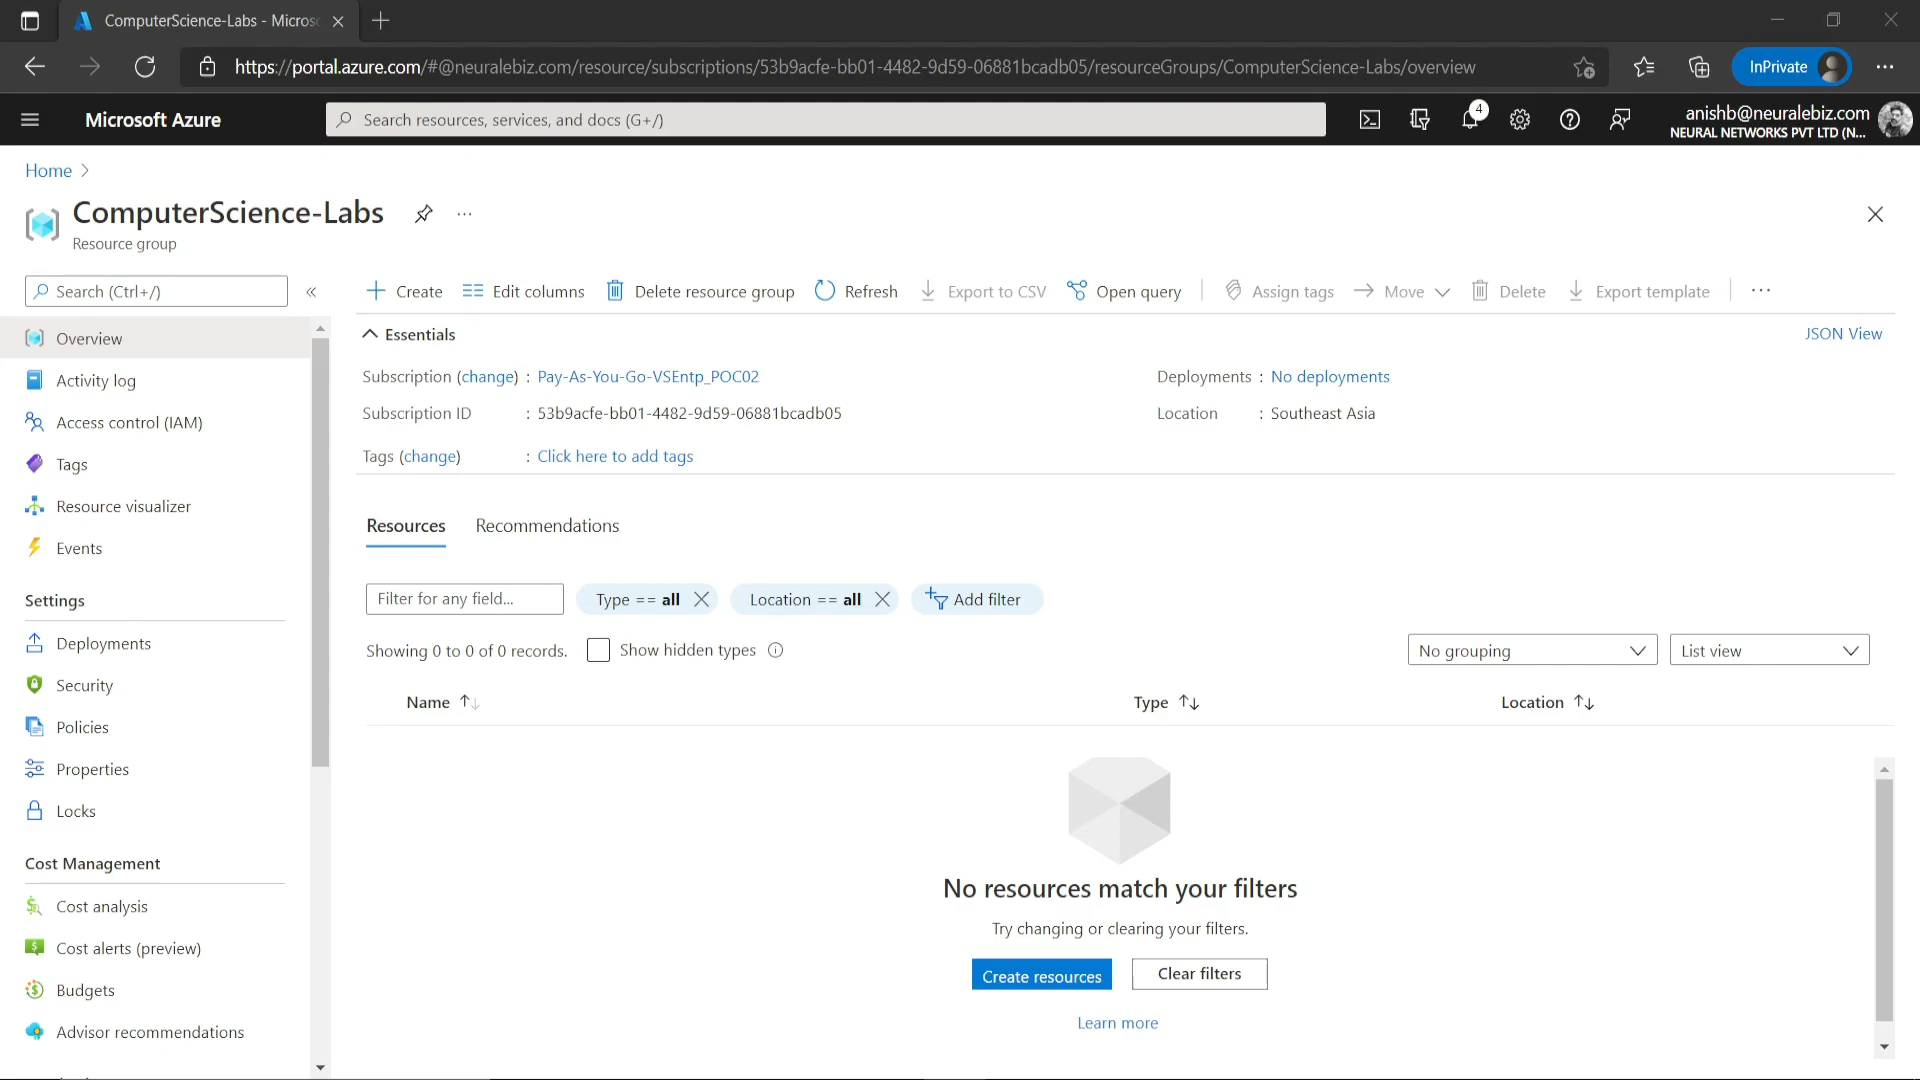 ComputerScience-Labs - Micros
https://portal.azure.com/#@neuralebiz.com/resource/subscriptions/53b9acfe-bb01-4482-9d59-06881bcadb05/resourceGroups/ComputerScience-Labs/overview
InPrivate
Microsoft Azure
Search resources, services, and docs (G+/)
4
anishb@neuralebiz.com
NEURAL NETWORKS PVT LTD (N...
Home
ComputerScience-Labs
Resource group
Search (Ctrl+/)
Create
Edit columns
Delete resource group
Refresh
Export to CSV
Open query
Assign tags
Move
Delete
Export template
Overview
Activity log
Access control (IAM)
Tags
Resource visualizer
Events
Settings
Deployments
Security
Policies
Properties
Locks
Cost Management
Cost analysis
Cost alerts (preview)
Budgets
Advisor recommendations
Essentials
JSON View
Subscription (change) : Pay-As-You-Go-VSEntp_POC02
Deployments : No deployments
Subscription ID : 53b9acfe-bb01-4482-9d59-06881bcadb05
Location : Southeast Asia
Tags (change) : Click here to add tags
Resources
Recommendations
Filter for any field...
Type == all
Location == all
Add filter
Showing 0 to 0 of 0 records.
Show hidden types
No grouping
List view
Name
Type
Location
No resources match your filters
Try changing or clearing your filters.
Create resources
Clear filters
Learn more